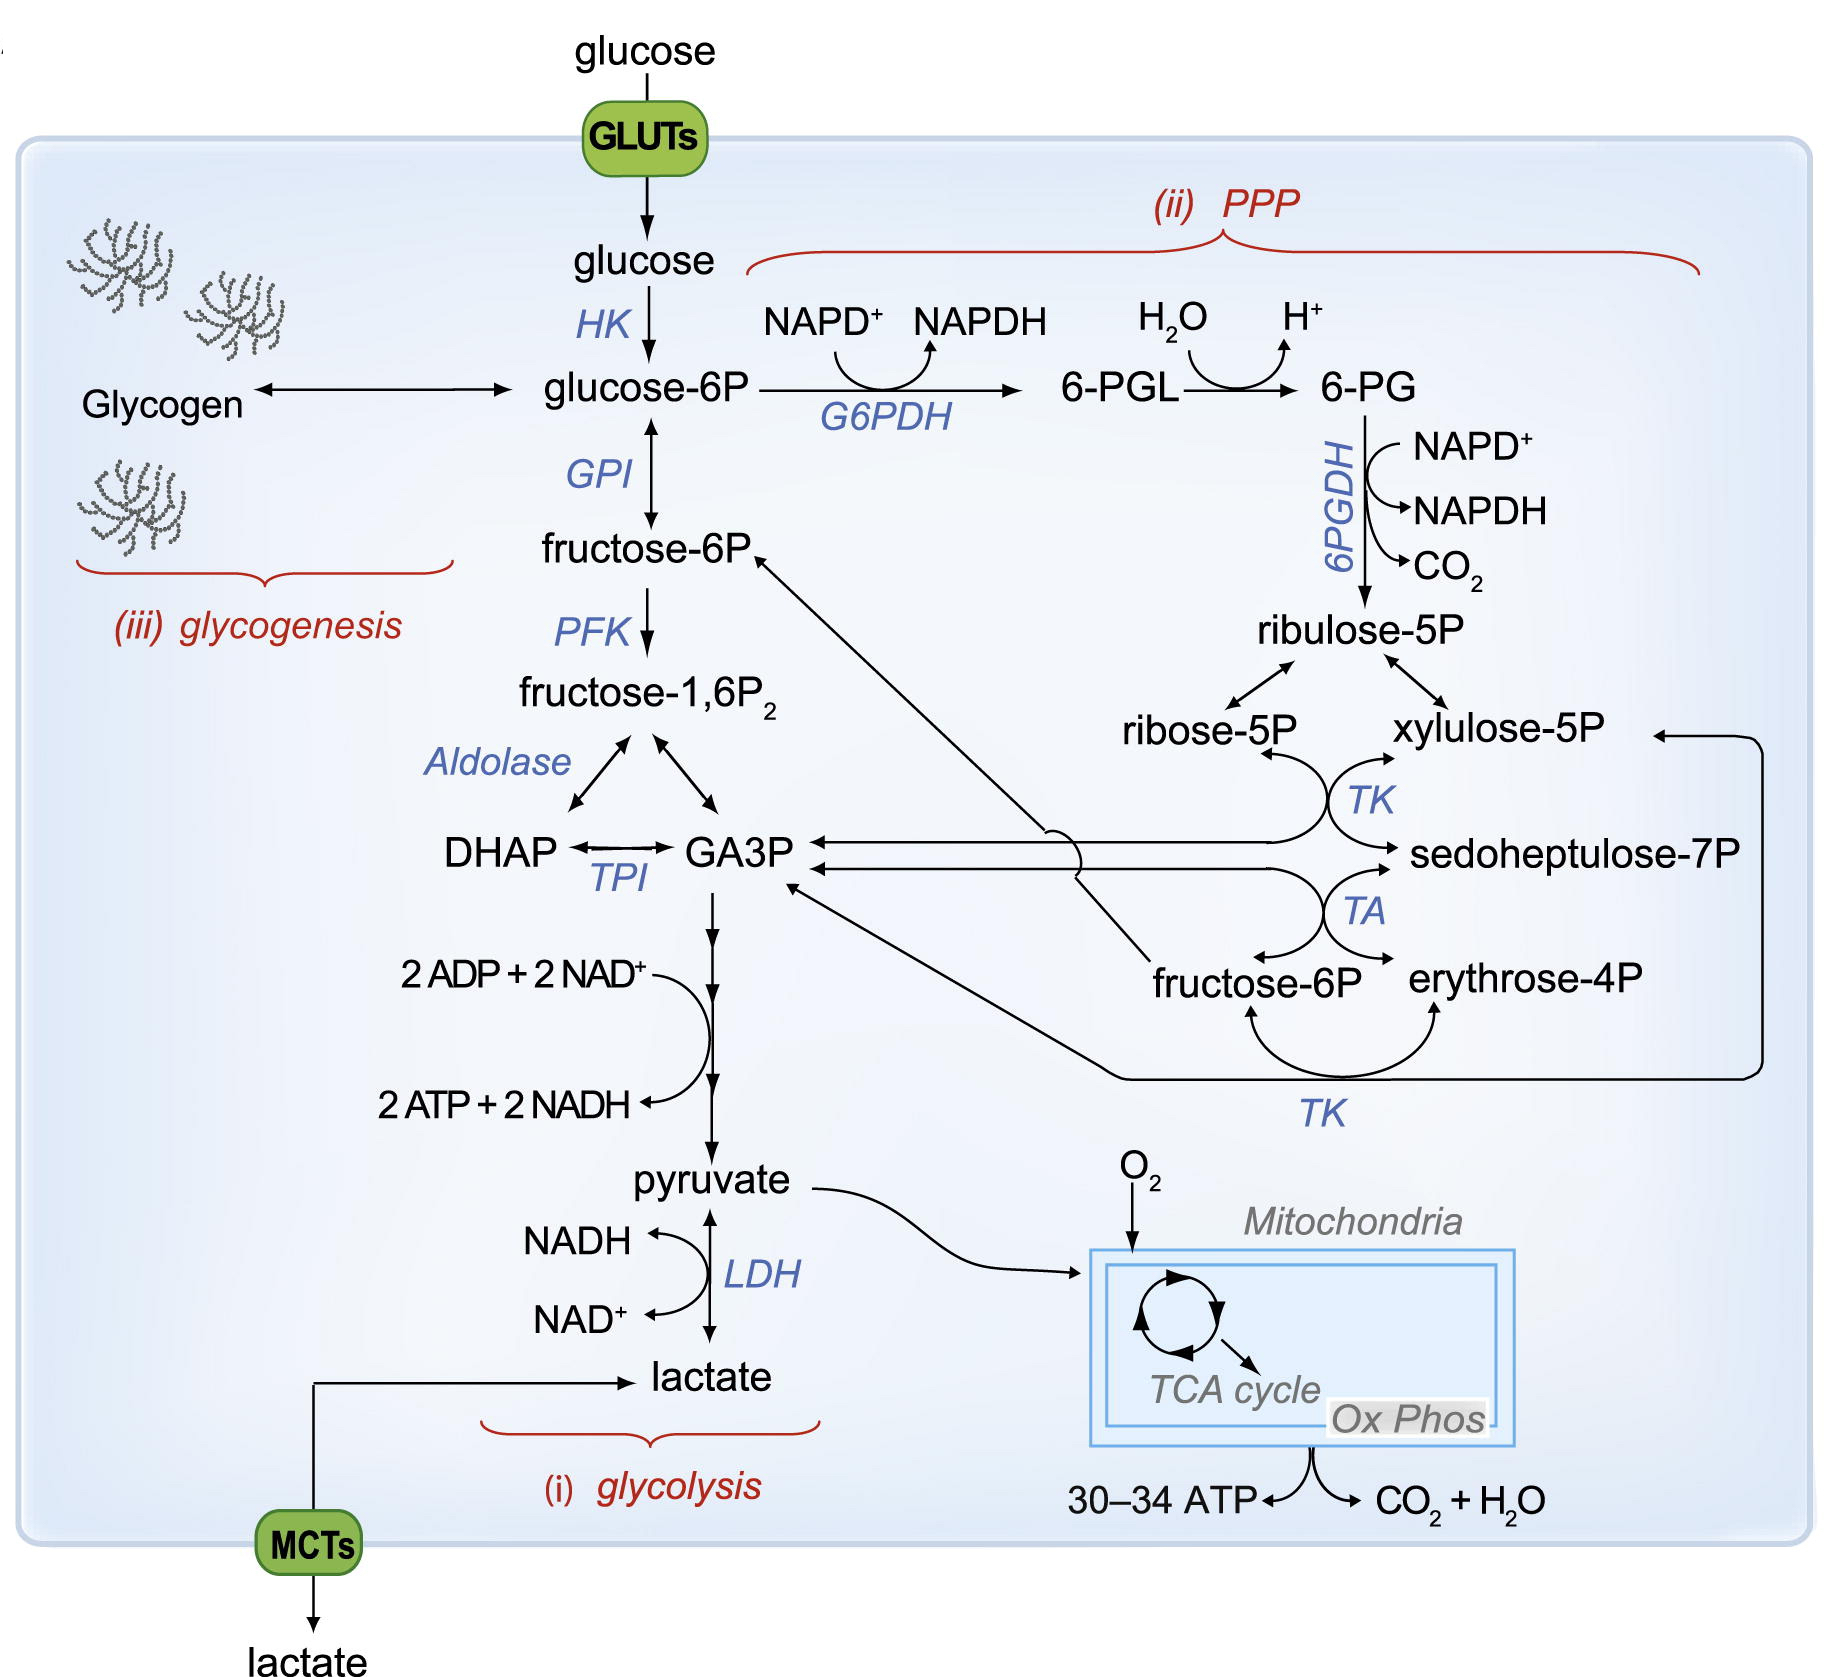 glucose
GLUTs
(ii) PPP
glucose
HK
NAPD⁺ NAPDH
H₂O H⁺
Glycogen
glucose-6P
G6PDH
6-PGL
6-PG
GPI
6PGDH
NAPD⁺
NAPDH
CO₂
fructose-6P
(iii) glycogenesis
PFK
ribulose-5P
fructose-1,6P₂
ribose-5P
xylulose-5P
Aldolase
TK
DHAP
TPI
GA3P
sedoheptulose-7P
TA
2 ADP + 2 NAD⁺
fructose-6P
erythrose-4P
2 ATP + 2 NADH
TK
pyruvate
O₂
Mitochondria
NADH
LDH
NAD⁺
lactate
TCA cycle
Ox Phos
(i) glycolysis
30–34 ATP
CO₂ + H₂O
MCTs
lactate